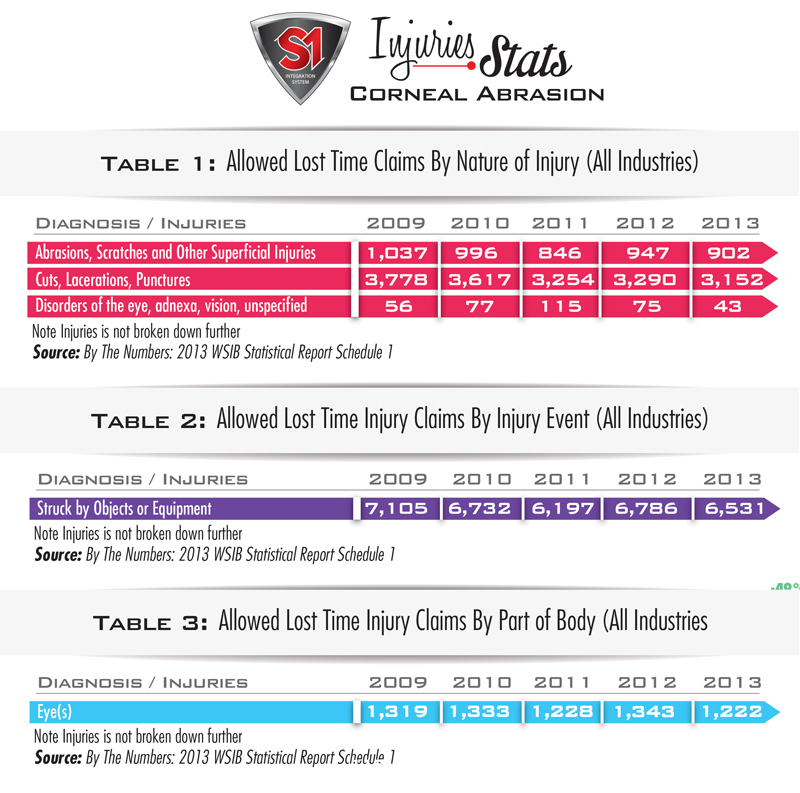 S1
INTEGRATION
SYSTEM
Injuries Stats
CORNEAL ABRASION
TABLE 1: Allowed Lost Time Claims By Nature of Injury (All Industries)
DIAGNOSIS / INJURIES 2009 2010 2011 2012 2013
Abrasions, Scratches and Other Superficial Injuries 1,037 996 846 947 902
Cuts, Lacerations, Punctures 3,778 3,617 3,254 3,290 3,152
Disorders of the eye, adnexa, vision, unspecified 56 77 115 75 43
Note Injuries is not broken down further
Source: By The Numbers: 2013 WSIB Statistical Report Schedule 1
TABLE 2: Allowed Lost Time Injury Claims By Injury Event (All Industries)
DIAGNOSIS / INJURIES 2009 2010 2011 2012 2013
Struck by Objects or Equipment 7,105 6,732 6,197 6,786 6,531
Note Injuries is not broken down further
Source: By The Numbers: 2013 WSIB Statistical Report Schedule 1
TABLE 3: Allowed Lost Time Injury Claims By Part of Body (All Industries
DIAGNOSIS / INJURIES 2009 2010 2011 2012 2013
Eye(s) 1,319 1,333 1,228 1,343 1,222
Note Injuries is not broken down further
Source: By The Numbers: 2013 WSIB Statistical Report Schedule 1